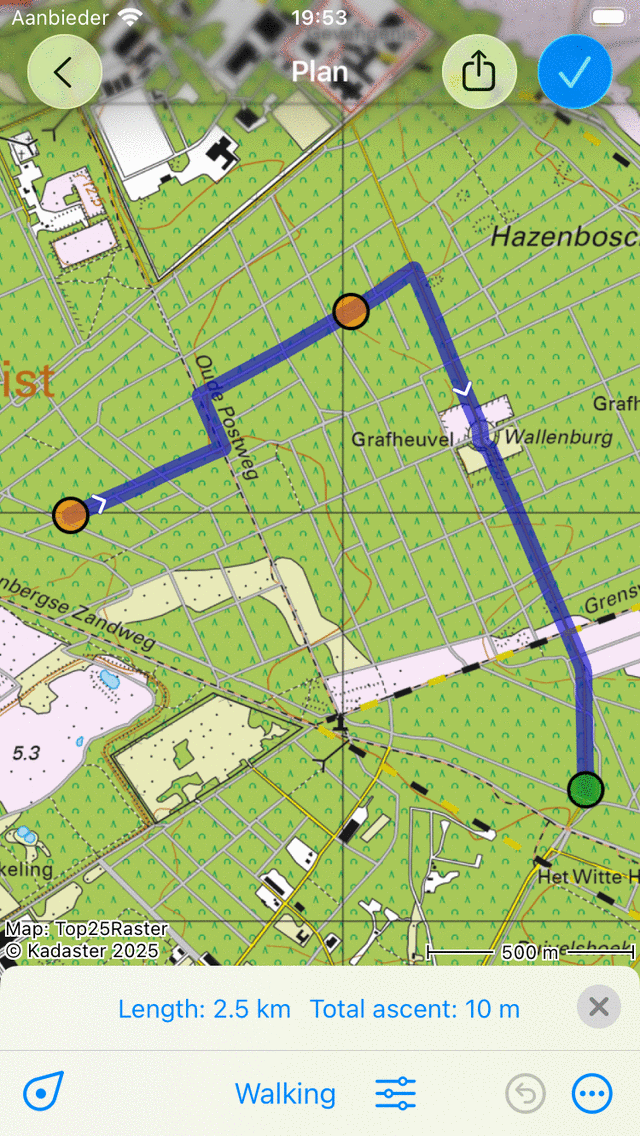 Aanbieder 19:53
Plan
Hazenbosc
ist
Oude Postweg
Grafh
Grafheuvel
Wallenburg
nbergse Zandweg
Grensw
5.3
keling
Het Witte H
Map: Top25Raster
© Kadaster 2025
500 m
Length: 2.5 km Total ascent: 10 m
Walking